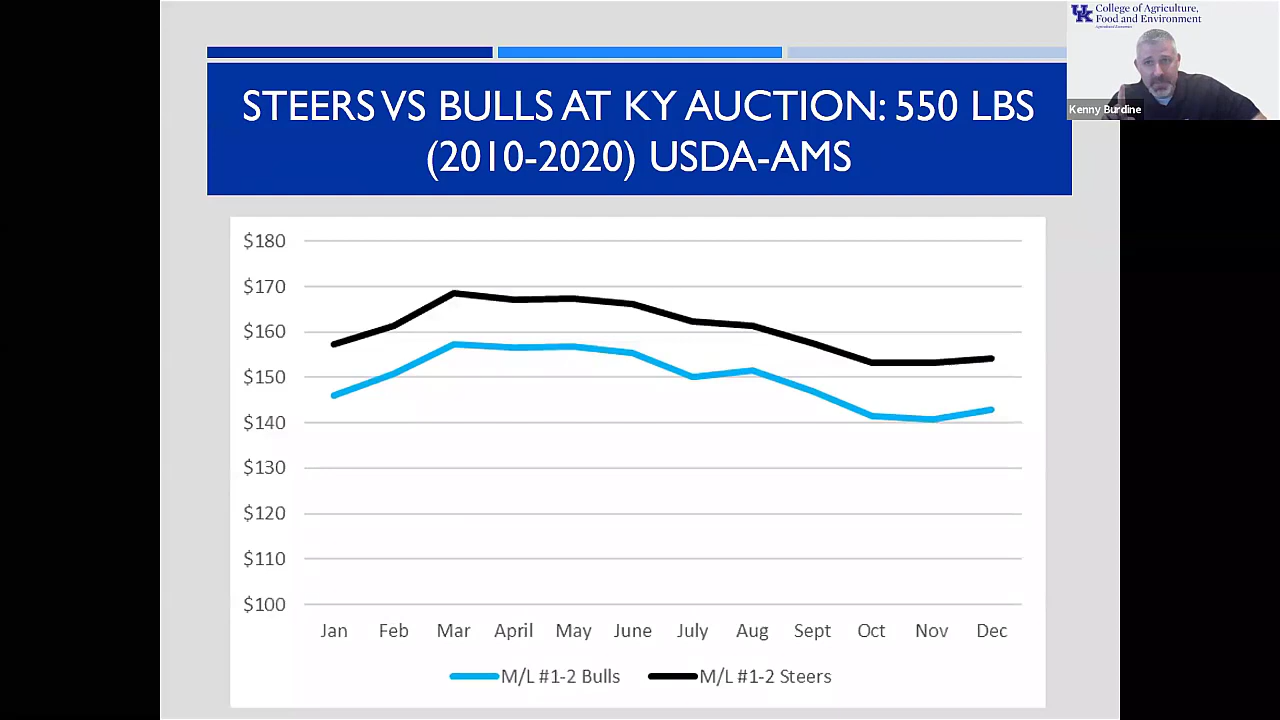 College of Agriculture,
Food and Environment
Agricultural Economics
Kenny Burdine
STEERS VS BULLS AT KY AUCTION: 550 LBS
(2010-2020) USDA-AMS
$180
$170
$160
$150
$140
$130
$120
$110
$100
Jan Feb Mar April May June July Aug Sept Oct Nov Dec
M/L #1-2 Bulls M/L #1-2 Steers